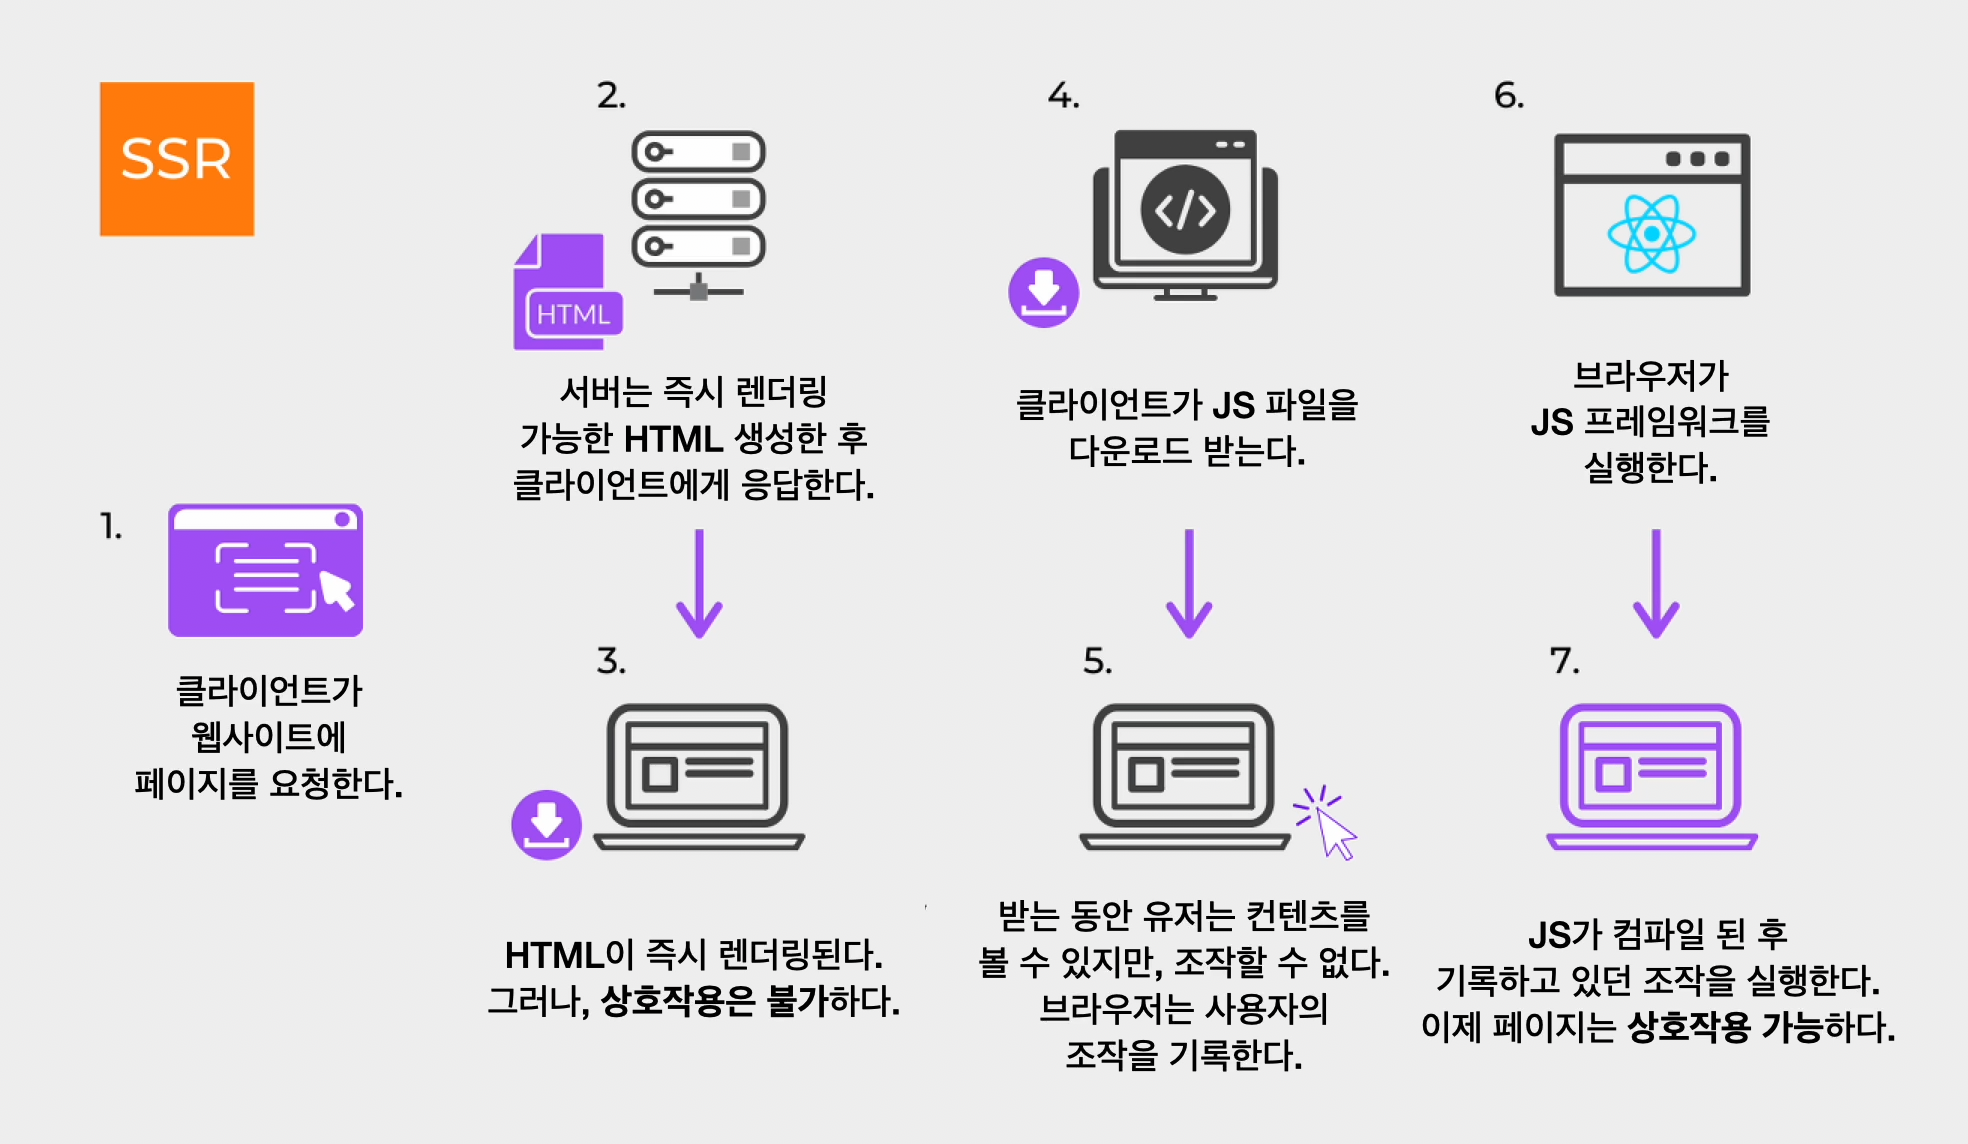 SSR
1.
클라이언트가
웹사이트에
페이지를 요청한다.
2.
HTML
서버는 즉시 렌더링
가능한 HTML 생성한 후
클라이언트에게 응답한다.
3.
HTML이 즉시 렌더링된다.
그러나, 상호작용은 불가하다.
4.
클라이언트가 JS 파일을
다운로드 받는다.
5.
받는 동안 유저는 컨텐츠를
볼 수 있지만, 조작할 수 없다.
브라우저는 사용자의
조작을 기록한다.
6.
브라우저가
JS 프레임워크를
실행한다.
7.
JS가 컴파일 된 후
기록하고 있던 조작을 실행한다.
이제 페이지는 상호작용 가능하다.